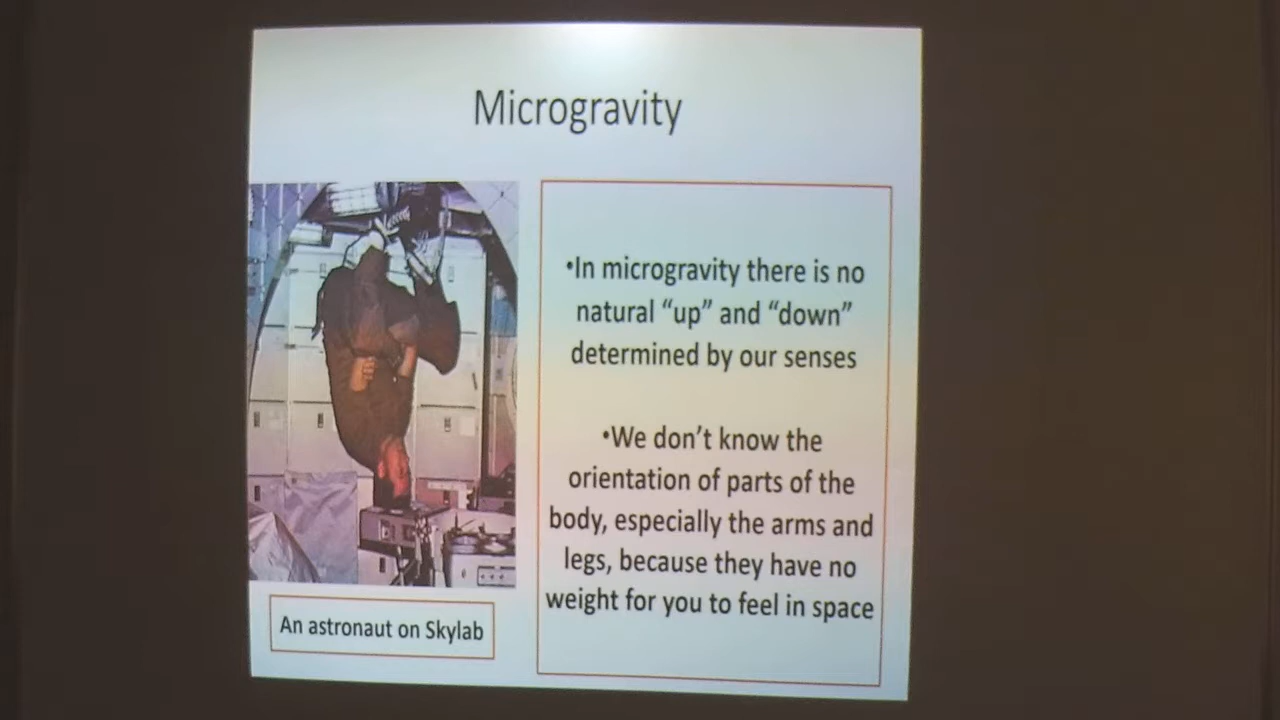 Microgravity
•In microgravity there is no
natural “up” and “down”
determined by our senses
•We don’t know the
orientation of parts of the
body, especially the arms and
legs, because they have no
weight for you to feel in space
An astronaut on Skylab